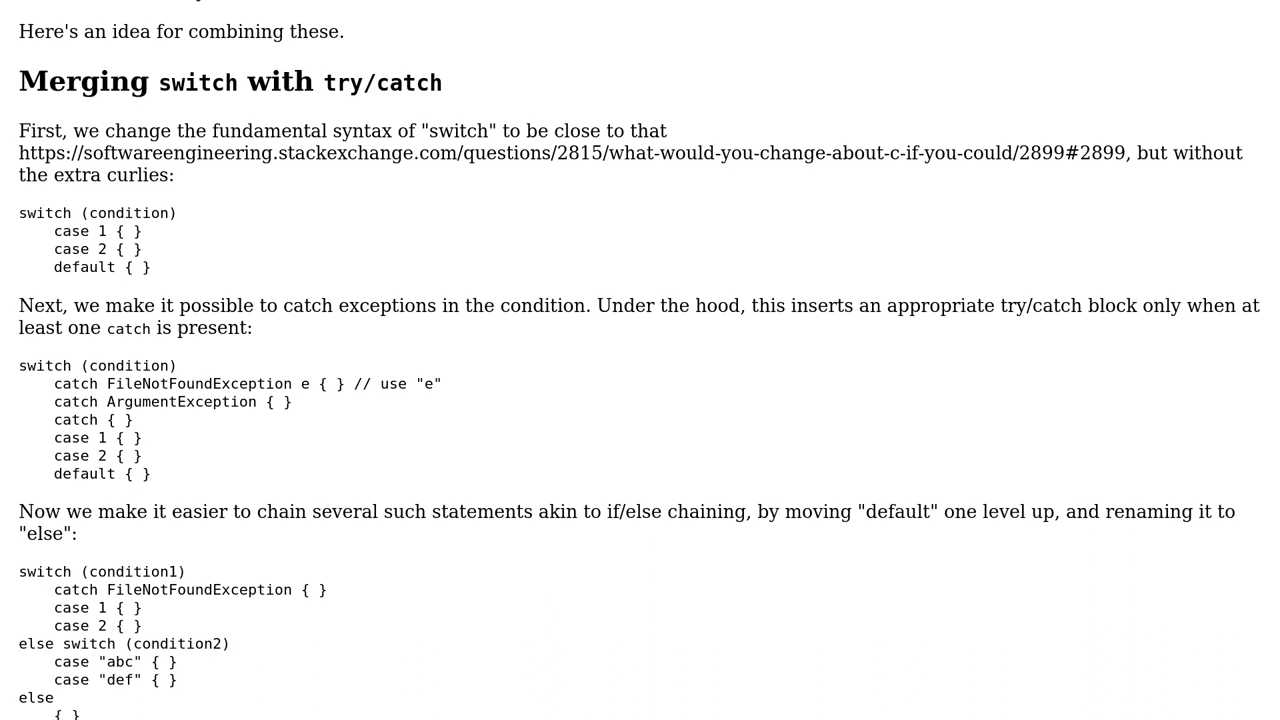 Here's an idea for combining these.
Merging switch with try/catch
First, we change the fundamental syntax of "switch" to be close to that
https://softwareengineering.stackexchange.com/questions/2815/what-would-you-change-about-c-if-you-could/2899#2899, but without
the extra curlies:
switch (condition)
    case 1 { }
    case 2 { }
    default { }
Next, we make it possible to catch exceptions in the condition. Under the hood, this inserts an appropriate try/catch block only when at
least one catch is present:
switch (condition)
    catch FileNotFoundException e { } // use "e"
    catch ArgumentException { }
    catch { }
    case 1 { }
    case 2 { }
    default { }
Now we make it easier to chain several such statements akin to if/else chaining, by moving "default" one level up, and renaming it to
"else":
switch (condition1)
    catch FileNotFoundException { }
    case 1 { }
    case 2 { }
else switch (condition2)
    case "abc" { }
    case "def" { }
else
    { }